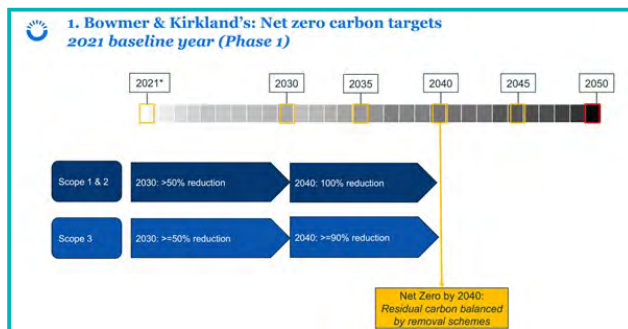 1. Bowmer & Kirkland's: Net zero carbon targets
2021 baseline year (Phase 1)
2021* 2030 2035 2040 2045 2050
Scope 1 & 2 2030: >50% reduction 2040: 100% reduction
Scope 3 2030: >=50% reduction 2040: >=90% reduction
Net Zero by 2040:
Residual carbon balanced
by removal schemes